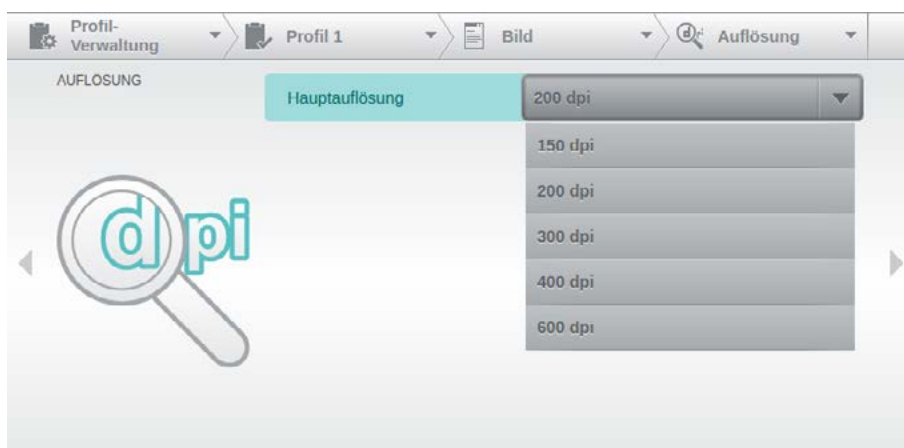 Profil-
Verwaltung
Profil 1
Bild
Auflösung
AUFLÖSUNG
Hauptauflösung
200 dpi
150 dpi
200 dpi
300 dpi
400 dpi
600 dpi
dpi